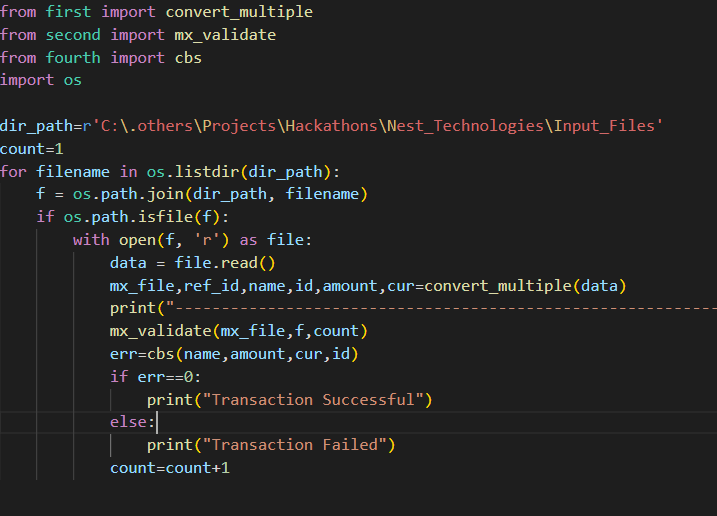 from first import convert_multiple
from second import mx_validate
from fourth import cbs
import os
dir_path=r'C:\.others\Projects\Hackathons\Nest_Technologies\Input_Files'
count=1
for filename in os.listdir(dir_path):
    f = os.path.join(dir_path, filename)
    if os.path.isfile(f):
        with open(f, 'r') as file:
            data = file.read()
            mx_file,ref_id,name,id,amount,cur=convert_multiple(data)
            print("-----------------------------------------------------------
            mx_validate(mx_file,f,count)
            err=cbs(name,amount,cur,id)
            if err==0:
                print("Transaction Successful")
            else:
                print("Transaction Failed")
            count=count+1